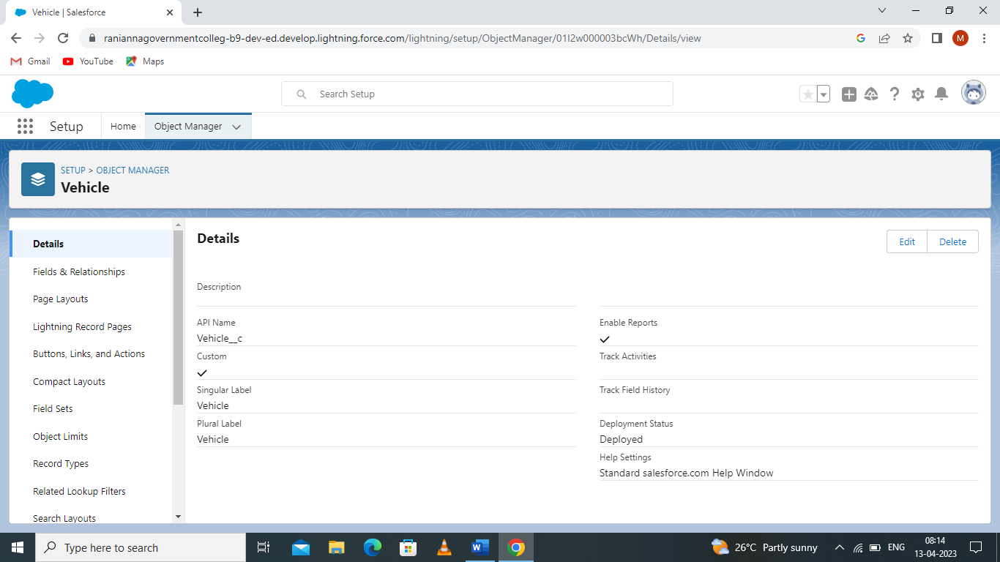 Vehicle | Salesforce
raniannagovernmentcolleg-b9-dev-ed.develop.lightning.force.com/lightning/setup/ObjectManager/01I2w000003bcWh/Details/view
M
Gmail YouTube Maps
Search Setup
Setup Home Object Manager
SETUP > OBJECT MANAGER
Vehicle
Details
Fields & Relationships
Page Layouts
Lightning Record Pages
Buttons, Links, and Actions
Compact Layouts
Field Sets
Object Limits
Record Types
Related Lookup Filters
Search Layouts
Details
Edit Delete
Description
API Name
Vehicle__c
Custom
Singular Label
Vehicle
Plural Label
Vehicle
Enable Reports
Track Activities
Track Field History
Deployment Status
Deployed
Help Settings
Standard salesforce.com Help Window
Type here to search
26°C Partly sunny
ENG
08:14
13-04-2023